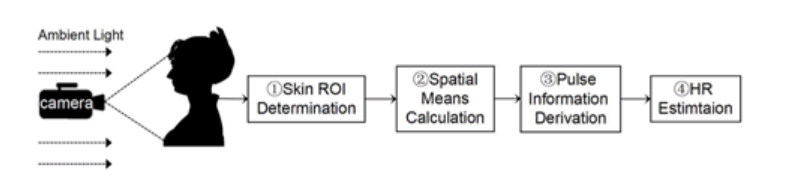 Ambient Light
camera
①Skin ROI
Determination
②Spatial
Means
Calculation
③Pulse
Information
Derivation
④HR
Estimtaion